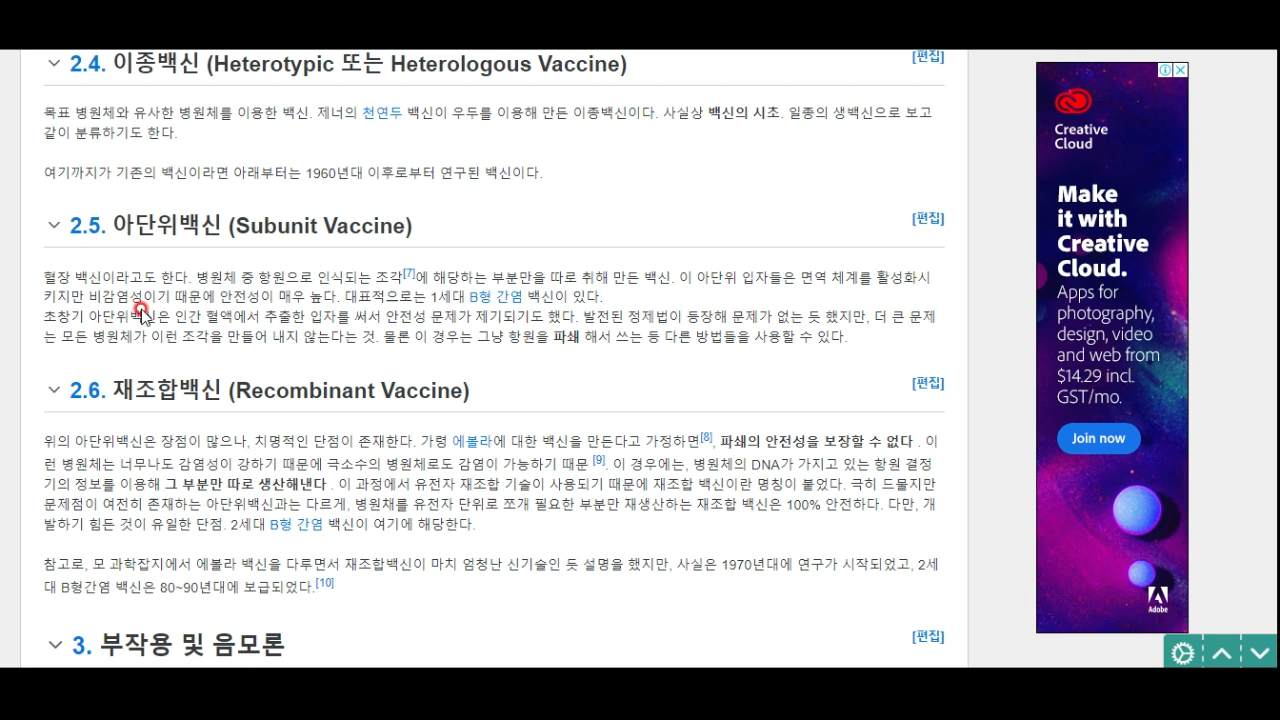 2.4. 이종백신 (Heterotypic 또는 Heterologous Vaccine)
[편집]
목표 병원체와 유사한 병원체를 이용한 백신. 제너의 천연두 백신이 우두를 이용해 만든 이종백신이다. 사실상 백신의 시초. 일종의 생백신으로 보고
같이 분류하기도 한다.
여기까지가 기존의 백신이라면 아래부터는 1960년대 이후로부터 연구된 백신이다.
2.5. 아단위백신 (Subunit Vaccine)
[편집]
혈장 백신이라고도 한다. 병원체 중 항원으로 인식되는 조각[7]에 해당하는 부분만을 따로 취해 만든 백신. 이 아단위 입자들은 면역 체계를 활성화시
키지만 비감염성이기 때문에 안전성이 매우 높다. 대표적으로는 1세대 B형 간염 백신이 있다.
초창기 아단위백신은 인간 혈액에서 추출한 입자를 써서 안전성 문제가 제기되기도 했다. 발전된 정제법이 등장해 문제가 없는 듯 했지만, 더 큰 문제
는 모든 병원체가 이런 조각을 만들어 내지 않는다는 것. 물론 이 경우는 그냥 항원을 파쇄 해서 쓰는 등 다른 방법들을 사용할 수 있다.
2.6. 재조합백신 (Recombinant Vaccine)
[편집]
위의 아단위백신은 장점이 많으나, 치명적인 단점이 존재한다. 가령 에볼라에 대한 백신을 만든다고 가정하면[8], 파쇄의 안전성을 보장할 수 없다 . 이
런 병원체는 너무나도 감염성이 강하기 때문에 극소수의 병원체로도 감염이 가능하기 때문 [9]. 이 경우에는, 병원체의 DNA가 가지고 있는 항원 결정
기의 정보를 이용해 그 부분만 따로 생산해낸다 . 이 과정에서 유전자 재조합 기술이 사용되기 때문에 재조합 백신이란 명칭이 붙었다. 극히 드물지만
문제점이 여전히 존재하는 아단위백신과는 다르게, 병원채를 유전자 단위로 쪼개 필요한 부분만 재생산하는 재조합 백신은 100% 안전하다. 다만, 개
발하기 힘든 것이 유일한 단점. 2세대 B형 간염 백신이 여기에 해당한다.
참고로, 모 과학잡지에서 에볼라 백신을 다루면서 재조합백신이 마치 엄청난 신기술인 듯 설명을 했지만, 사실은 1970년대에 연구가 시작되었고, 2세
대 B형간염 백신은 80~90년대에 보급되었다.[10]
3. 부작용 및 음모론
[편집]
Creative
Cloud
Make
it with
Creative
Cloud.
Apps for
photography,
design, video
and web from
$14.29 incl.
GST/mo.
Join now
Adobe